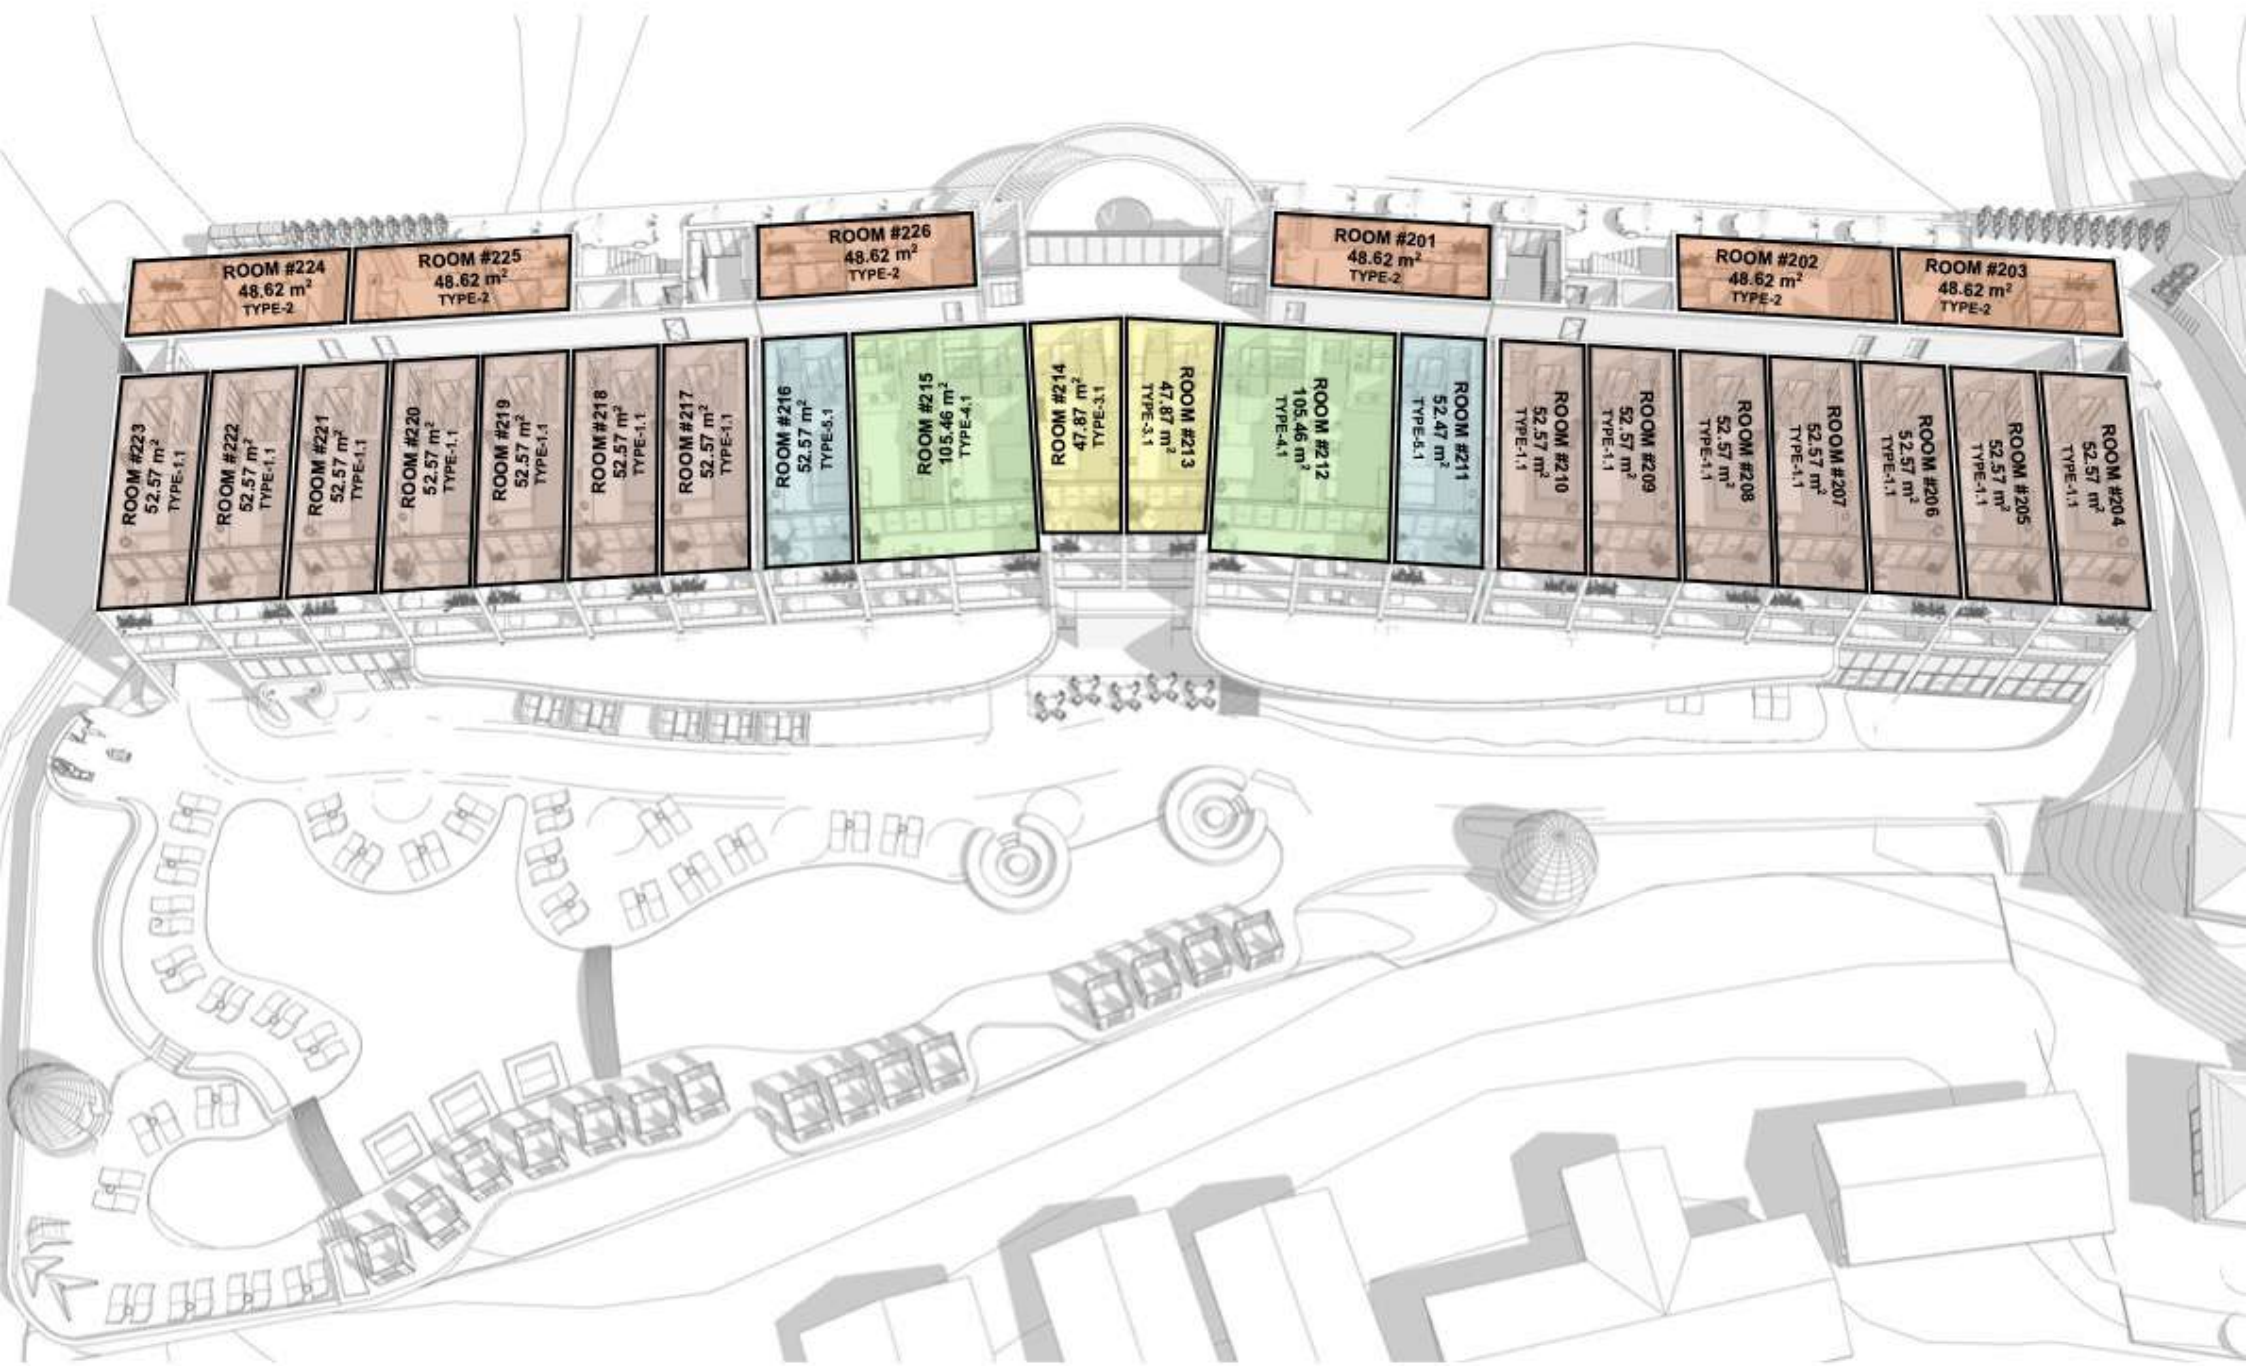 ROOM #224
48.62 m²
TYPE-2
ROOM #225
48.62 m²
TYPE-2
ROOM #226
48.62 m²
TYPE-2
ROOM #201
48.62 m²
TYPE-2
ROOM #202
48.62 m²
TYPE-2
ROOM #203
48.62 m²
TYPE-2
ROOM #223
52.57 m²
TYPE-1.1
ROOM #222
52.57 m²
TYPE-1.1
ROOM #221
52.57 m²
TYPE-1.1
ROOM #220
52.57 m²
TYPE-1.1
ROOM #219
52.57 m²
TYPE-1.1
ROOM #218
52.57 m²
TYPE-1.1
ROOM #217
52.57 m²
TYPE-1.1
ROOM #216
52.57 m²
TYPE-5.1
ROOM #215
105.46 m²
TYPE-4.1
ROOM #214
47.87 m²
TYPE-3.1
ROOM #213
47.87 m²
TYPE-3.1
ROOM #212
105.46 m²
TYPE-4.1
ROOM #211
52.47 m²
TYPE-5.1
ROOM #210
52.57 m²
TYPE-1.1
ROOM #209
52.57 m²
TYPE-1.1
ROOM #208
52.57 m²
TYPE-1.1
ROOM #207
52.57 m²
TYPE-1.1
ROOM #206
52.57 m²
TYPE-1.1
ROOM #205
52.57 m²
TYPE-1.1
ROOM #204
52.57 m²
TYPE-1.1